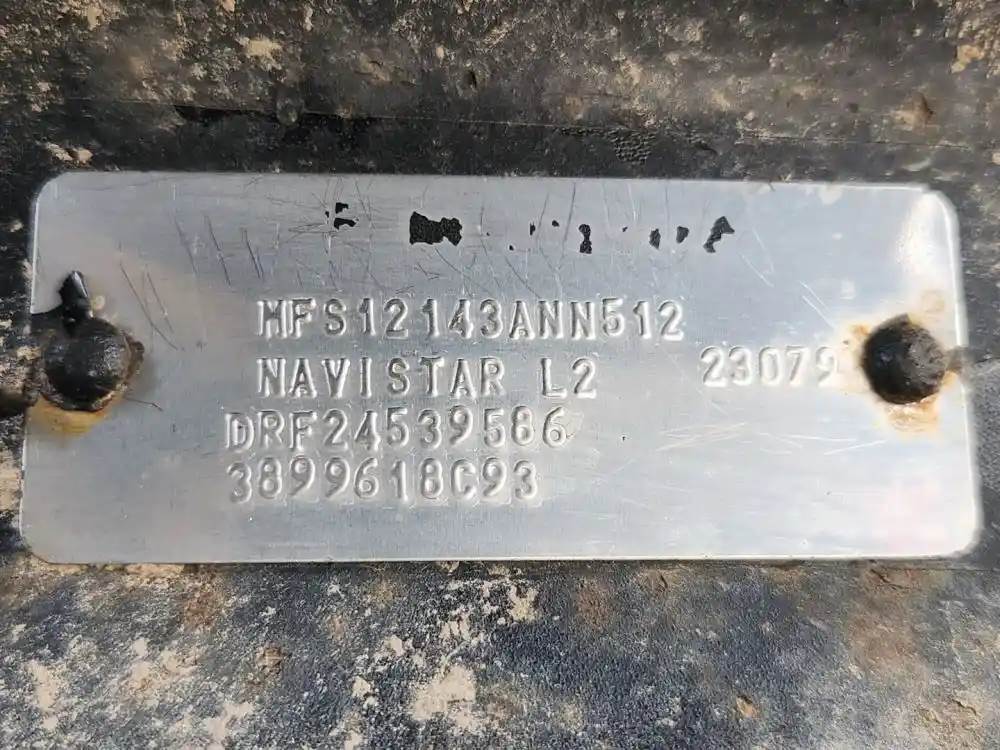 MFS12143ANN512
NAVISTAR L2 23079
DRF24539586
3899618C93